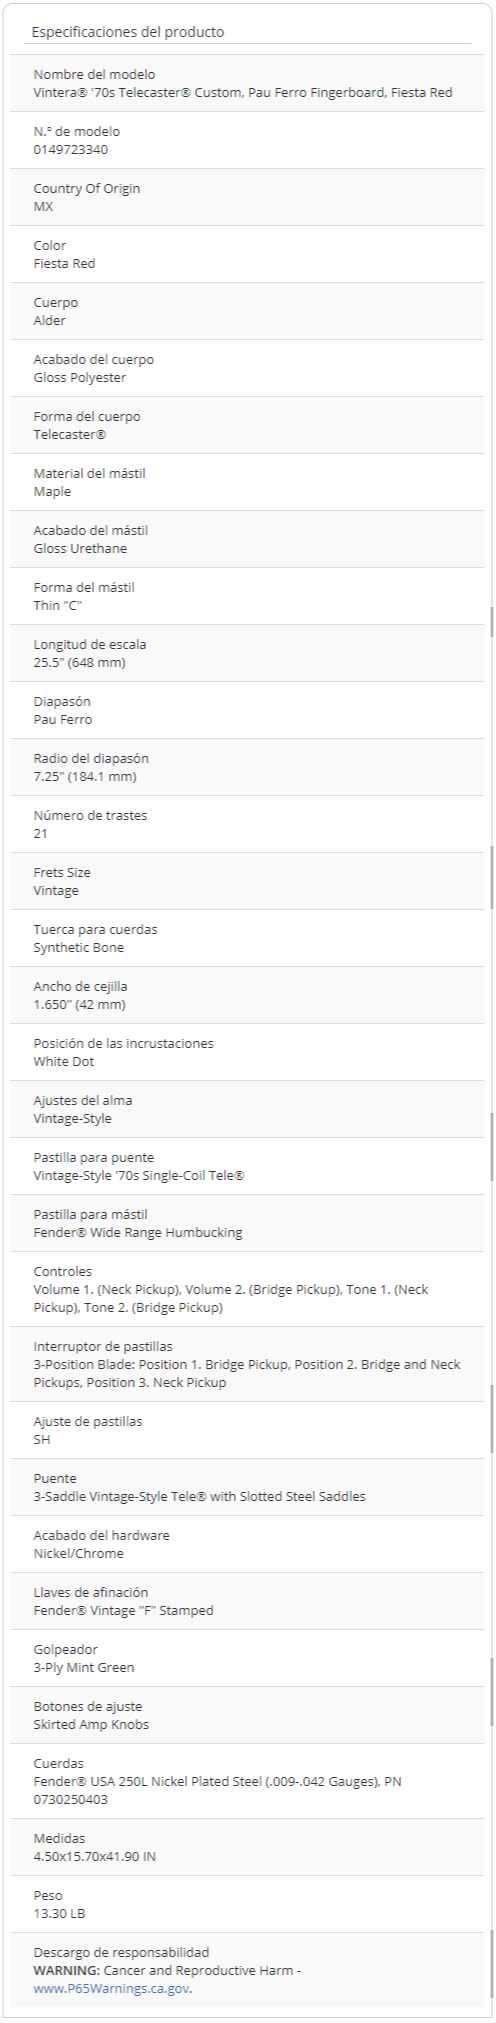 Especificaciones del producto
Nombre del modelo
Vintera® '70s Telecaster® Custom, Pau Ferro Fingerboard, Fiesta Red
N.º de modelo
0149723340
Country Of Origin
MX
Color
Fiesta Red
Cuerpo
Alder
Acabado del cuerpo
Gloss Polyester
Forma del cuerpo
Telecaster®
Material del mástil
Maple
Acabado del mástil
Gloss Urethane
Forma del mástil
Thin "C"
Longitud de escala
25.5" (648 mm)
Diapasón
Pau Ferro
Radio del diapasón
7.25" (184.1 mm)
Número de trastes
21
Frets Size
Vintage
Tuerca para cuerdas
Synthetic Bone
Ancho de cejilla
1.650" (42 mm)
Posición de las incrustaciones
White Dot
Ajustes del alma
Vintage-Style
Pastilla para puente
Vintage-Style '70s Single-Coil Tele®
Pastilla para mástil
Fender® Wide Range Humbucking
Controles
Volume 1. (Neck Pickup), Volume 2. (Bridge Pickup), Tone 1. (Neck
Pickup), Tone 2. (Bridge Pickup)
Interruptor de pastillas
3-Position Blade: Position 1. Bridge Pickup, Position 2. Bridge and Neck
Pickups, Position 3. Neck Pickup
Ajuste de pastillas
SH
Puente
3-Saddle Vintage-Style Tele® with Slotted Steel Saddles
Acabado del hardware
Nickel/Chrome
Llaves de afinación
Fender® Vintage "F" Stamped
Golpeador
3-Ply Mint Green
Botones de ajuste
Skirted Amp Knobs
Cuerdas
Fender® USA 250L Nickel Plated Steel (.009-.042 Gauges), PN
0730250403
Medidas
4.50x15.70x41.90 IN
Peso
13.30 LB
Descargo de responsabilidad
WARNING: Cancer and Reproductive Harm -
www.P65Warnings.ca.gov.